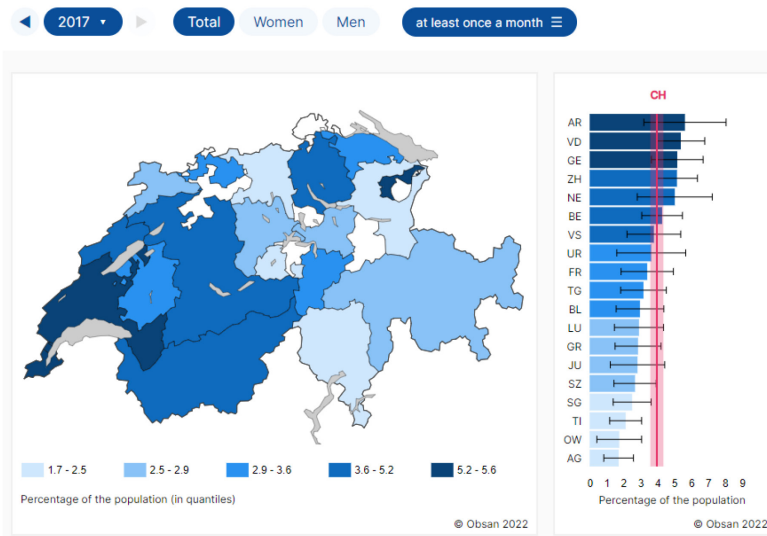 2017
Total
Women
Men
at least once a month
1.7 - 2.5
2.5 - 2.9
2.9 - 3.6
3.6 - 5.2
5.2 - 5.6
Percentage of the population (in quantiles)
© Obsan 2022
CH
AR
VD
GE
ZH
NE
BE
VS
UR
FR
TG
BL
LU
GR
JU
SZ
SG
TI
OW
AG
0 1 2 3 4 5 6 7 8 9
Percentage of the population
© Obsan 2022